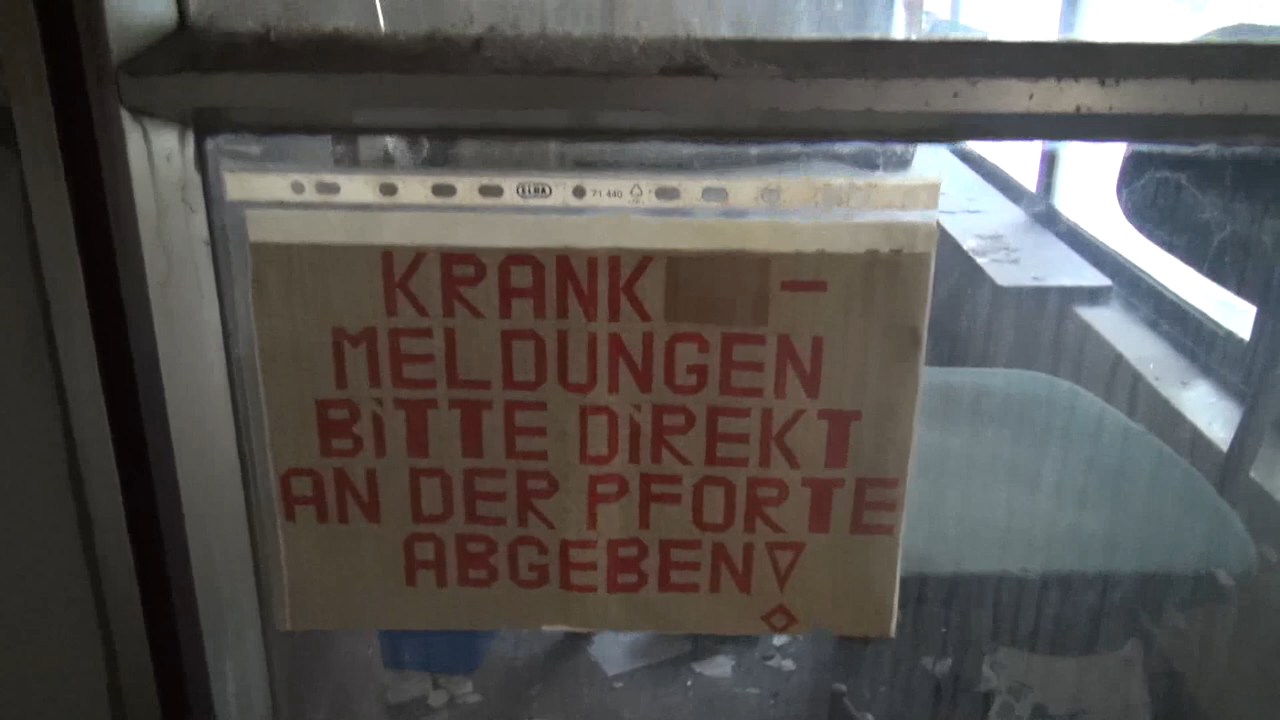 ELBA 71 440
KRANK -
MELDUNGEN
BiTTE DiREKT
AN DER PFORTE
ABGEBEN!